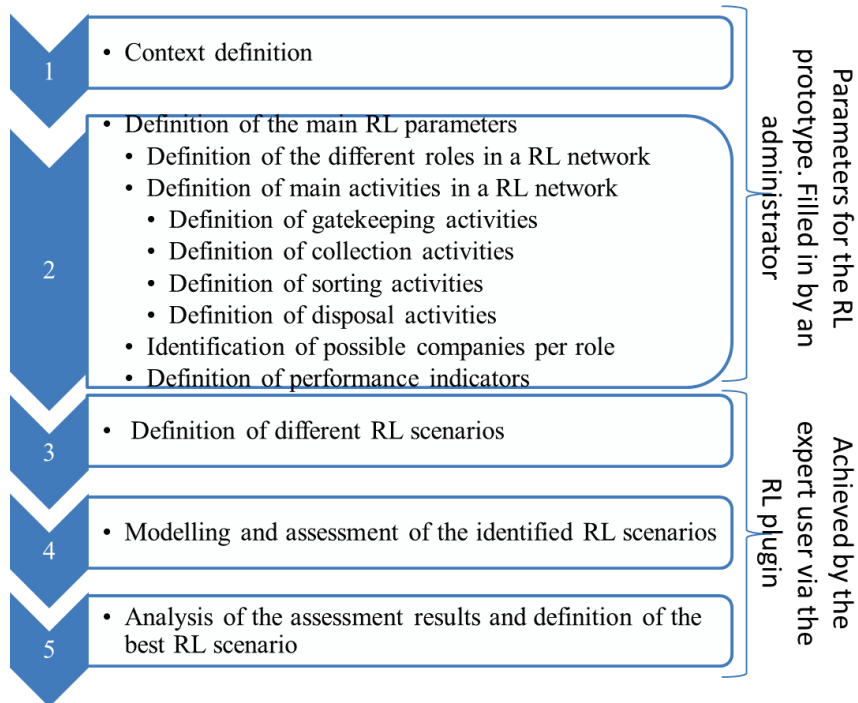 1
• Context definition
2
• Definition of the main RL parameters
• Definition of the different roles in a RL network
• Definition of main activities in a RL network
• Definition of gatekeeping activities
• Definition of collection activities
• Definition of sorting activities
• Definition of disposal activities
• Identification of possible companies per role
• Definition of performance indicators
Parameters for the RL
prototype. Filled in by an
administrator
3
• Definition of different RL scenarios
4
• Modelling and assessment of the identified RL scenarios
5
• Analysis of the assessment results and definition of the
best RL scenario
Achieved by the
expert user via the
RL plugin